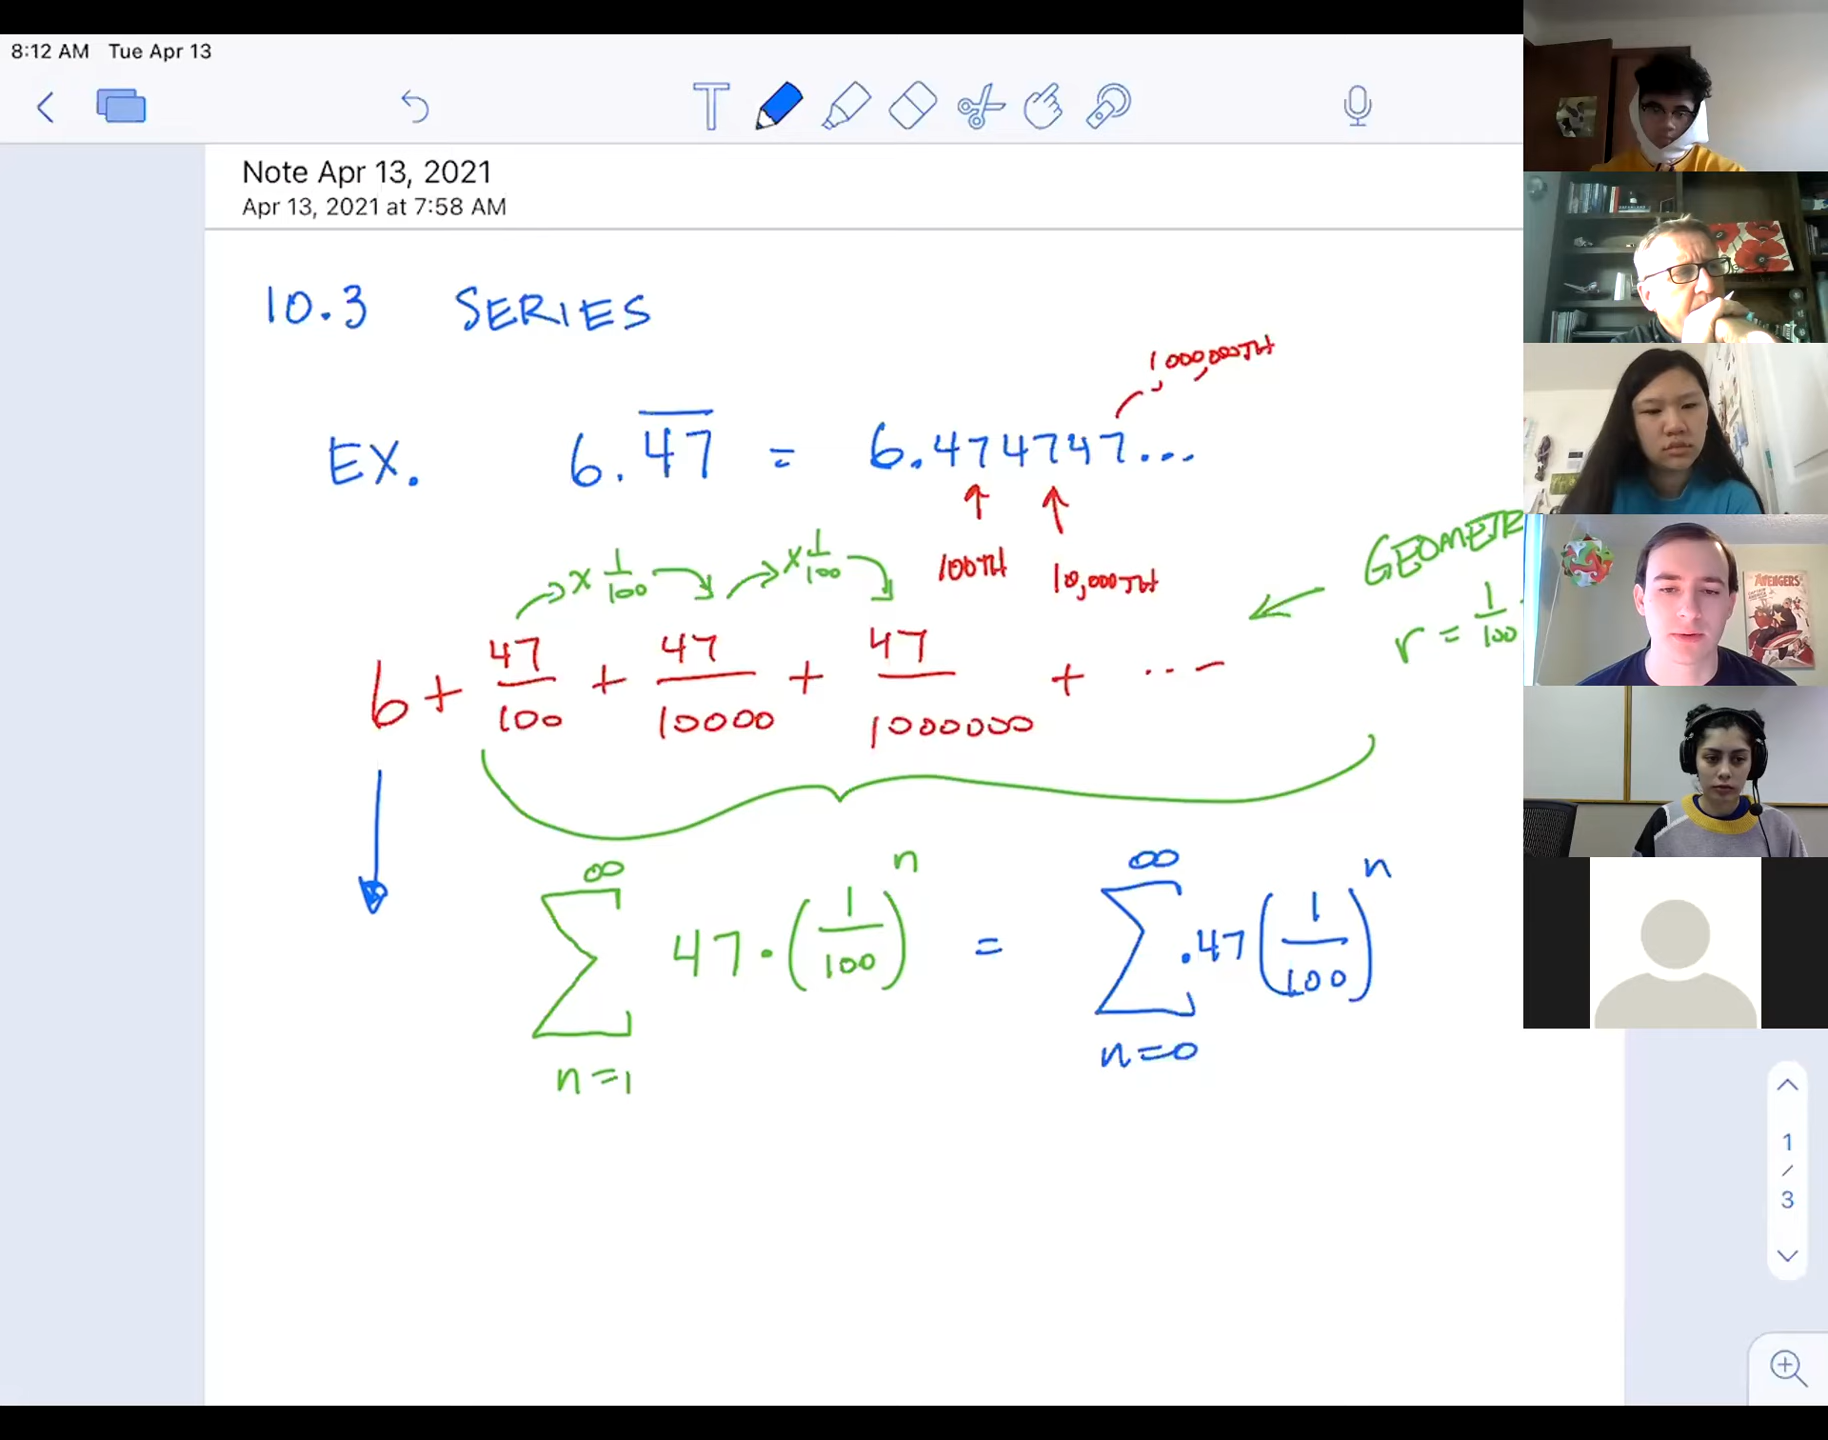 8:12 AM Tue Apr 13
Note Apr 13, 2021
Apr 13, 2021 at 7:58 AM
10.3 SERIES
1,000,000TH
EX. 6.4̅7̅ = 6.474747...
100TH 10,000TH
× 1/100 × 1/100
GEOMETR
r = 1/100
6 + 47/100 + 47/10000 + 47/1000000 + ...
∞ ∞
∑ 47 · (1/100)ⁿ = ∑ .47 (1/100)ⁿ
n=1 n=0
AVENGERS
1
/
3